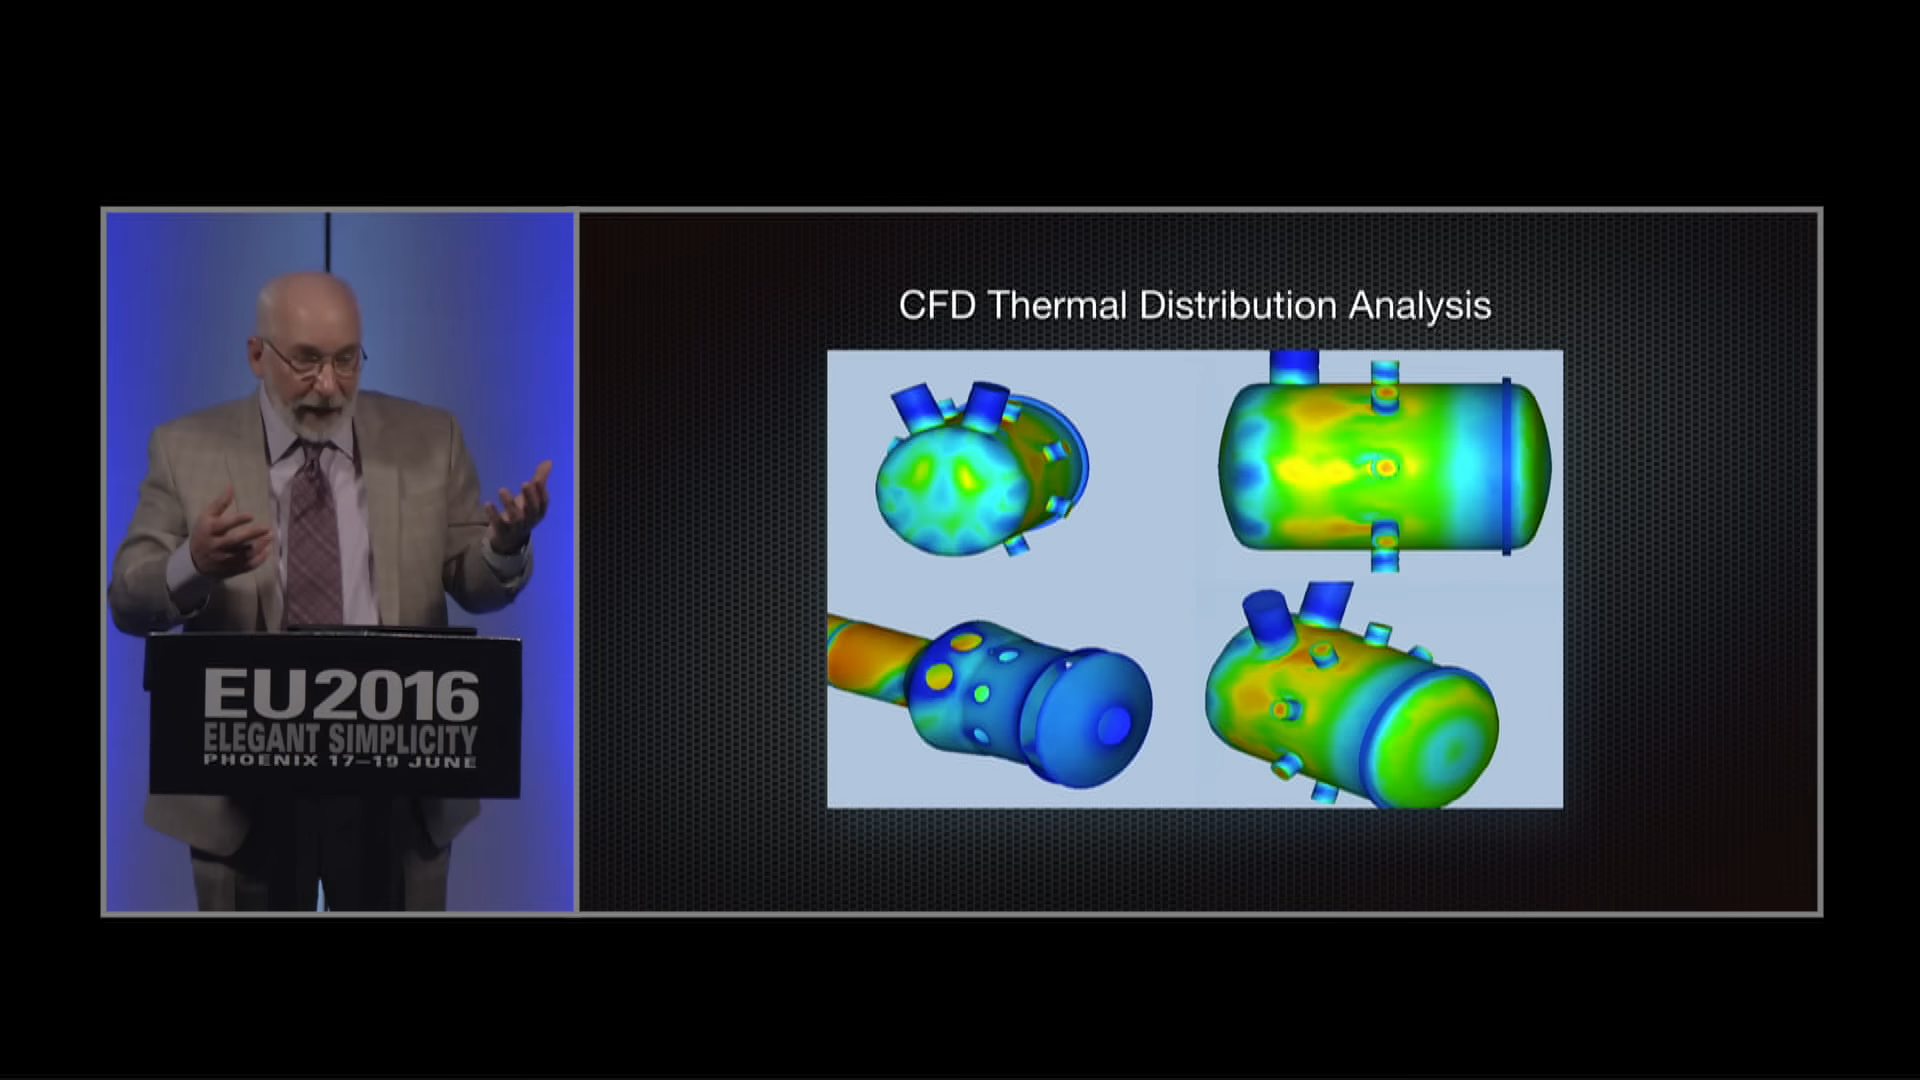 CFD Thermal Distribution Analysis
EU2016
ELEGANT SIMPLICITY
PHOENIX 17–19 JUNE